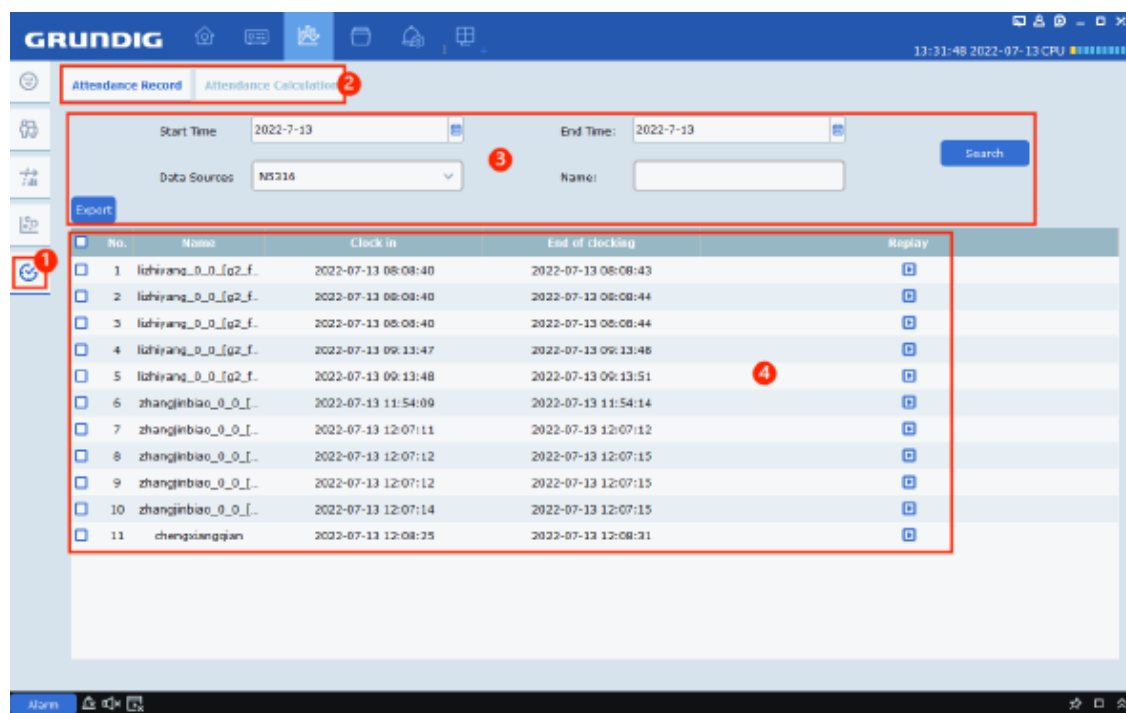 GRUNDIG
13:31:48 2022-07-13 CPU
Attendance Record Attendance Calculation 2
Start Time 2022-7-13 End Time: 2022-7-13
3
Search
Data Sources N5316 Name:
Export
No. Name Clock in End of clocking Replay
1
1 lizhiyang_0_0_[g2_f.. 2022-07-13 08:08:40 2022-07-13 08:08:43
2 lizhiyang_0_0_[g2_f.. 2022-07-13 08:08:40 2022-07-13 08:08:44
3 lizhiyang_0_0_[g2_f.. 2022-07-13 08:08:40 2022-07-13 08:08:44
4 lizhiyang_0_0_[g2_f.. 2022-07-13 09:13:47 2022-07-13 09:13:48
4
5 lizhiyang_0_0_[g2_f.. 2022-07-13 09:13:48 2022-07-13 09:13:51
6 zhangjinbiao_0_0_[.. 2022-07-13 11:54:09 2022-07-13 11:54:14
7 zhangjinbiao_0_0_[.. 2022-07-13 12:07:11 2022-07-13 12:07:12
8 zhangjinbiao_0_0_[.. 2022-07-13 12:07:12 2022-07-13 12:07:15
9 zhangjinbiao_0_0_[.. 2022-07-13 12:07:12 2022-07-13 12:07:15
10 zhangjinbiao_0_0_[.. 2022-07-13 12:07:14 2022-07-13 12:07:15
11 chengxiangqian 2022-07-13 12:08:25 2022-07-13 12:08:31
Alarm